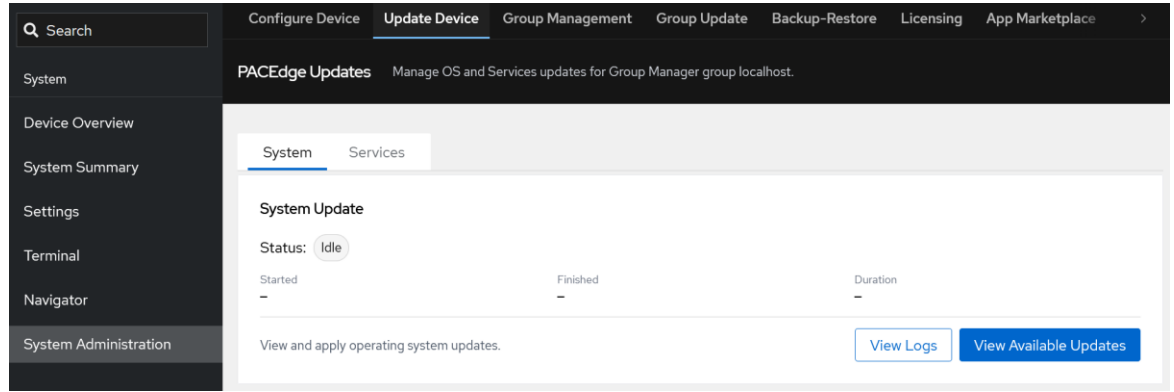 Search
System
Device Overview
System Summary
Settings
Terminal
Navigator
System Administration
Configure Device Update Device Group Management Group Update Backup-Restore Licensing App Marketplace
PACEdge Updates Manage OS and Services updates for Group Manager group localhost.
System Services
System Update
Status: Idle
Started Finished Duration
– – –
View and apply operating system updates. View Logs View Available Updates